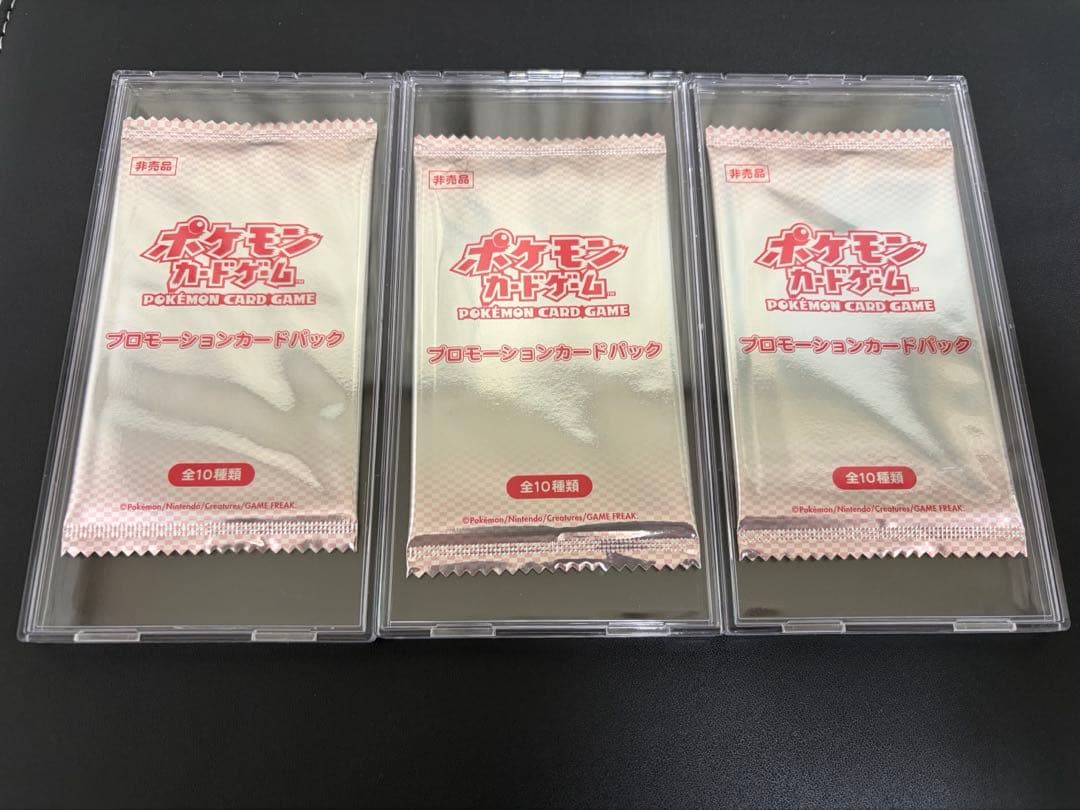 非売品
ポケモン
カードゲーム™
POKÉMON CARD GAME
プロモーションカードパック
全10種類
©Pokémon/Nintendo/Creatures/GAME FREAK.
非売品
ポケモン
カードゲーム™
POKÉMON CARD GAME
プロモーションカードパック
全10種類
©Pokémon/Nintendo/Creatures/GAME FREAK.
非売品
ポケモン
カードゲーム™
POKÉMON CARD GAME
プロモーションカードパック
全10種類
©Pokémon/Nintendo/Creatures/GAME FREAK.